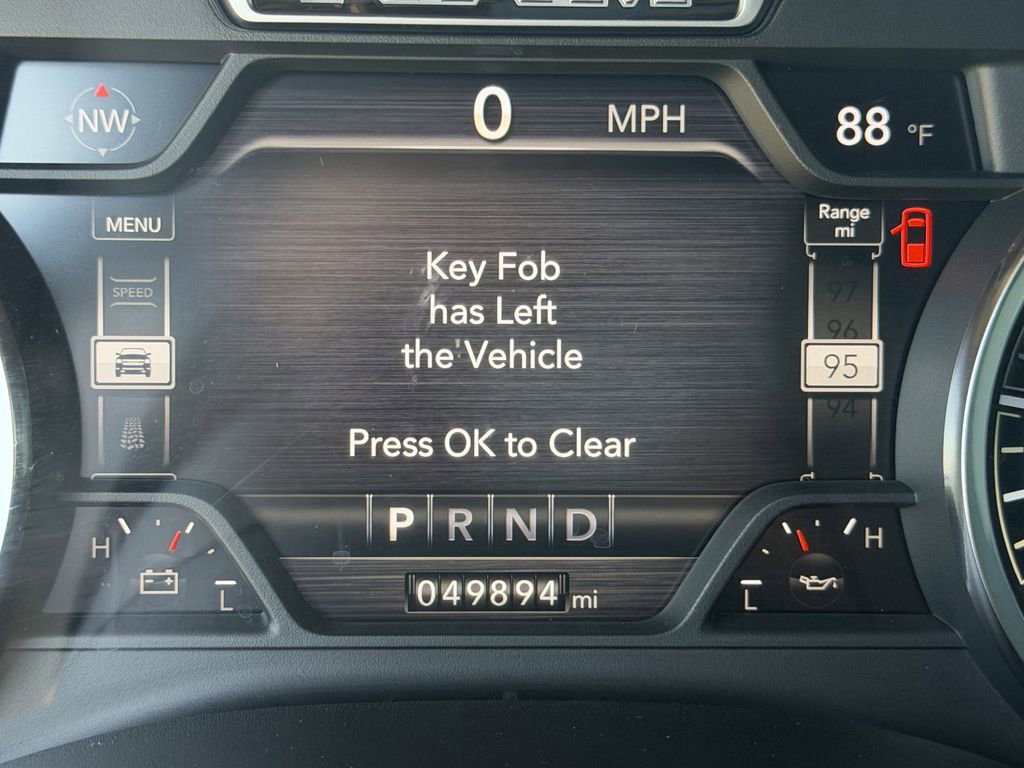 NW
0 MPH
88 °F
MENU
SPEED
Range
mi
97
96
95
94
Key Fob
has Left
the Vehicle
Press OK to Clear
P R N D
H
L
049894 mi
L
H